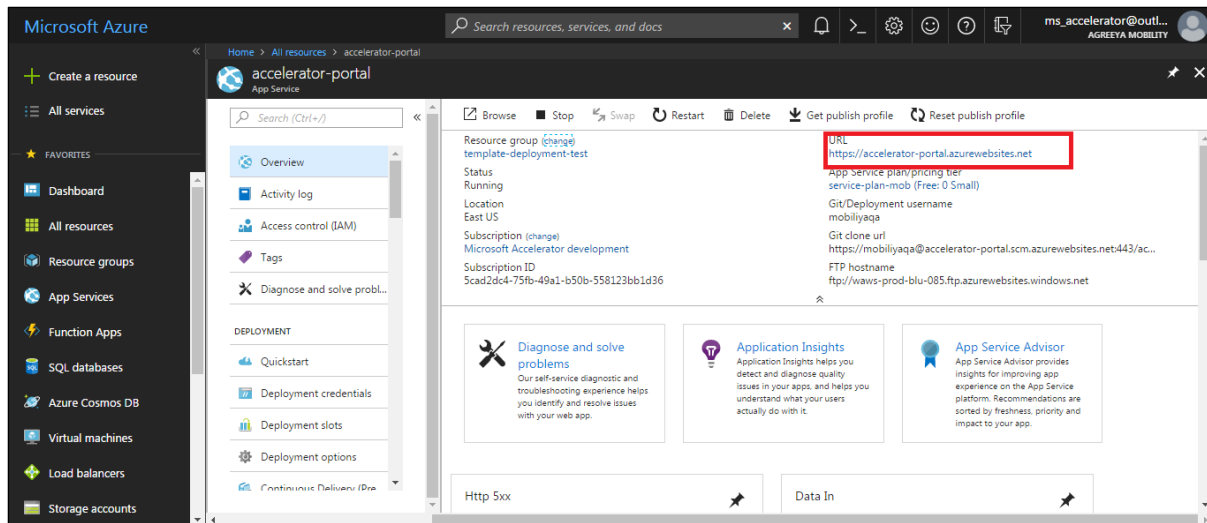 Microsoft Azure
Search resources, services, and docs
ms_accelerator@outl...
AGREEYA MOBILITY
Home > All resources > accelerator-portal
accelerator-portal
App Service
Create a resource
All services
FAVORITES
Dashboard
All resources
Resource groups
App Services
Function Apps
SQL databases
Azure Cosmos DB
Virtual machines
Load balancers
Storage accounts
Search (Ctrl+/)
Overview
Activity log
Access control (IAM)
Tags
Diagnose and solve probl...
DEPLOYMENT
Quickstart
Deployment credentials
Deployment slots
Deployment options
Continuous Delivery (Pre
Browse Stop Swap Restart Delete Get publish profile Reset publish profile
Resource group (change)
template-deployment-test
Status
Running
Location
East US
Subscription (change)
Microsoft Accelerator development
Subscription ID
5cad2dc4-75fb-49a1-b50b-558123bb1d36
URL
https://accelerator-portal.azurewebsites.net
App Service plan/pricing tier
service-plan-mob (Free: 0 Small)
Git/Deployment username
mobiliyaqa
Git clone url
https://mobiliyaqa@accelerator-portal.scm.azurewebsites.net:443/ac...
FTP hostname
ftp://waws-prod-blu-085.ftp.azurewebsites.windows.net
Diagnose and solve
problems
Our self-service diagnostic and
troubleshooting experience helps
you identify and resolve issues
with your web app.
Application Insights
Application Insights helps you
detect and diagnose quality
issues in your apps, and helps you
understand what your users
actually do with it.
App Service Advisor
App Service Advisor provides
insights for improving app
experience on the App Service
platform. Recommendations are
sorted by freshness, priority and
impact to your app.
Http 5xx
Data In